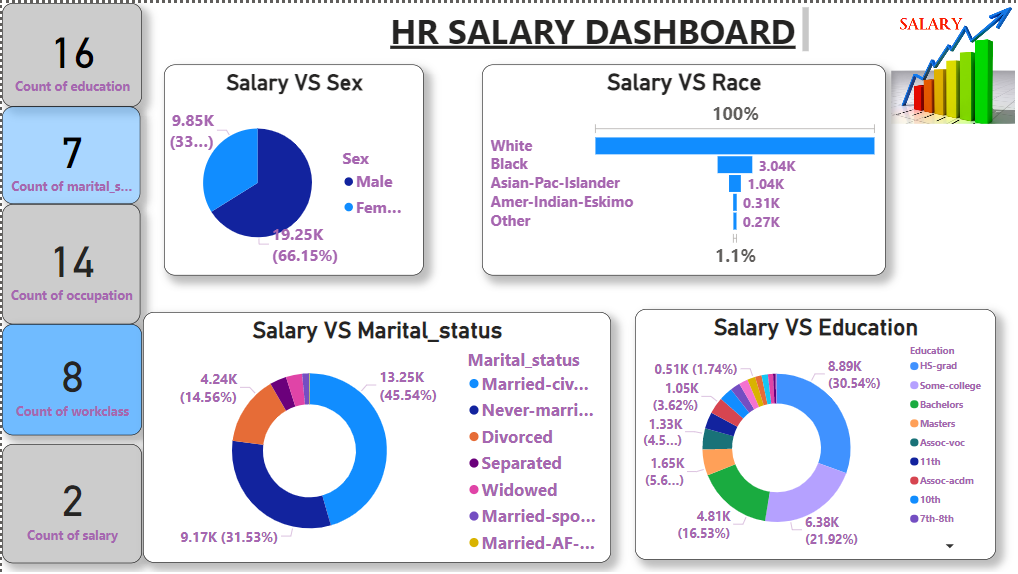 HR SALARY DASHBOARD
SALARY
16
Count of education
7
Count of marital_s...
14
Count of occupation
8
Count of workclass
2
Count of salary
Salary VS Sex
9.85K
(33...)
19.25K
(66.15%)
Sex
Male
Fem...
Salary VS Race
100%
White
Black
3.04K
Asian-Pac-Islander
1.04K
Amer-Indian-Eskimo
0.31K
Other
0.27K
1.1%
Salary VS Marital_status
4.24K
(14.56%)
13.25K
(45.54%)
9.17K (31.53%)
Marital_status
Married-civ...
Never-marri...
Divorced
Separated
Widowed
Married-spo...
Married-AF-...
Salary VS Education
0.51K (1.74%)
1.05K
(3.62%)
1.33K
(4.5...)
1.65K
(5.6...)
4.81K
(16.53%)
8.89K
(30.54%)
6.38K
(21.92%)
Education
HS-grad
Some-college
Bachelors
Masters
Assoc-voc
11th
Assoc-acdm
10th
7th-8th